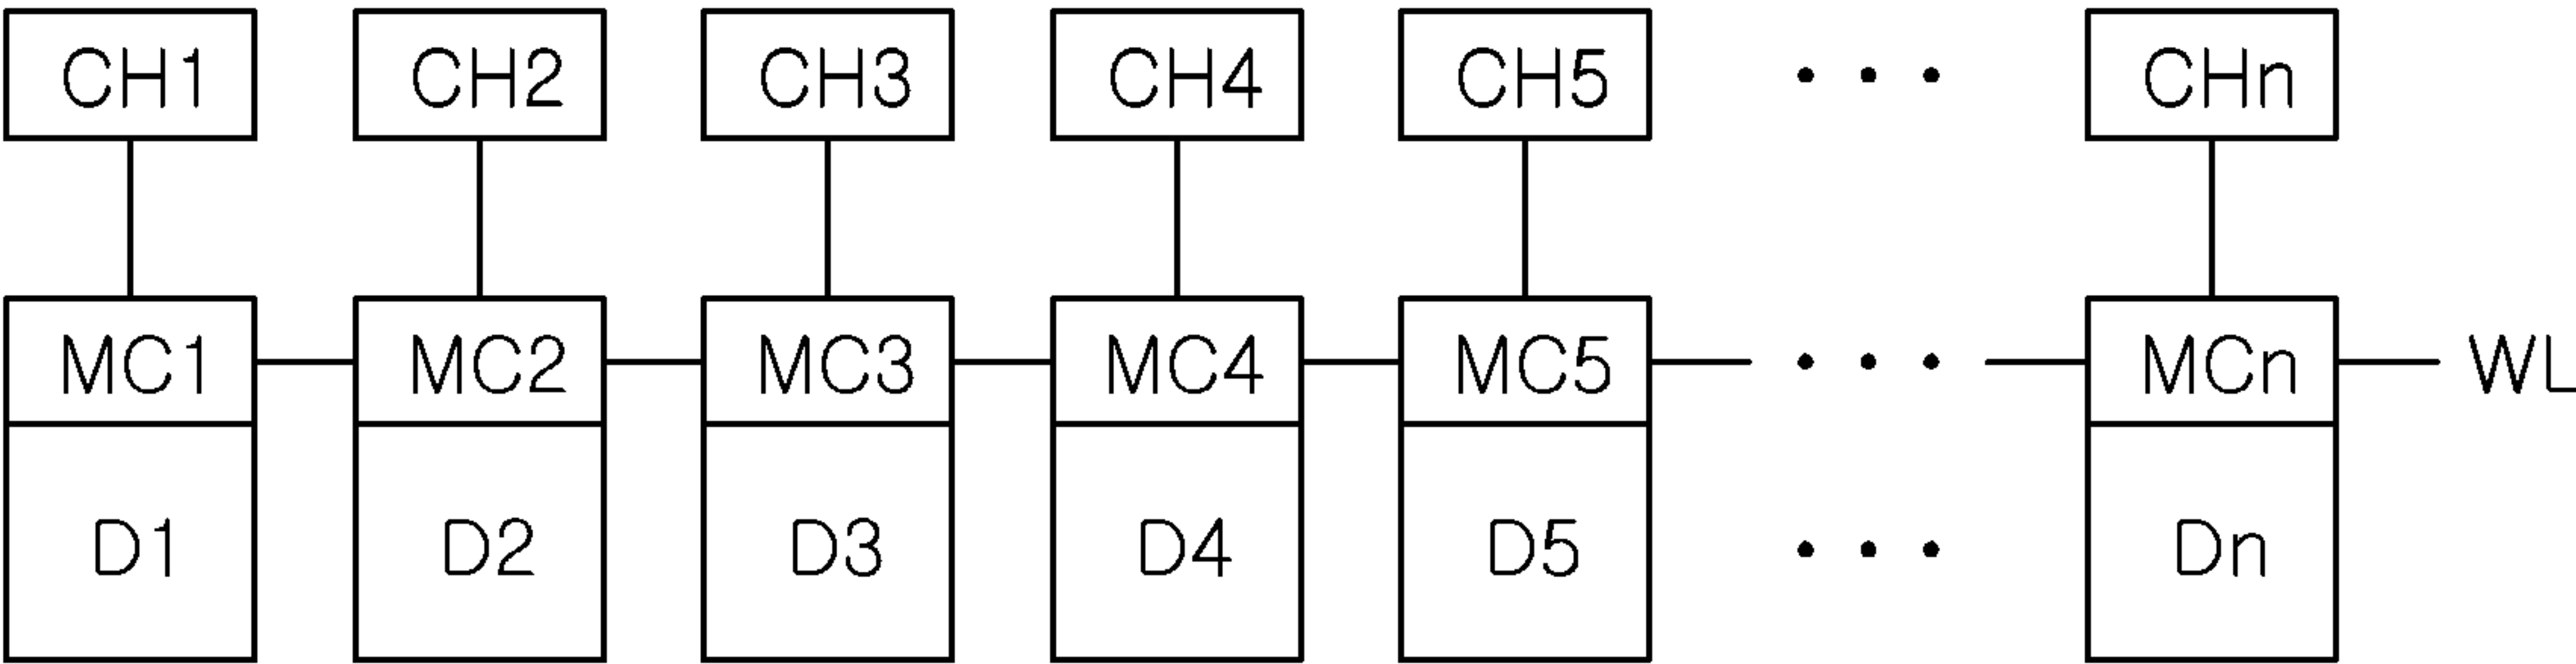 CH1 CH2 CH3 CH4 CH5 • • • CHn
MC1 MC2 MC3 MC4 MC5 • • • MCn WL
D1 D2 D3 D4 D5 • • • Dn